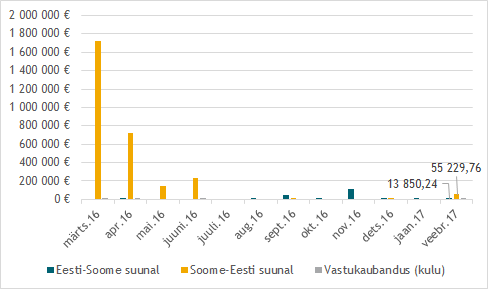 2 000 000 €
1 800 000 €
1 600 000 €
1 400 000 €
1 200 000 €
1 000 000 €
800 000 €
600 000 €
400 000 €
200 000 €
0 €
55 229,76
13 850,24
märts.16
apr.16
mai.16
juuni.16
juuli.16
aug.16
sept.16
okt.16
nov.16
dets.16
jaan.17
veebr.17
Eesti-Soome suunal
Soome-Eesti suunal
Vastukaubandus (kulu)